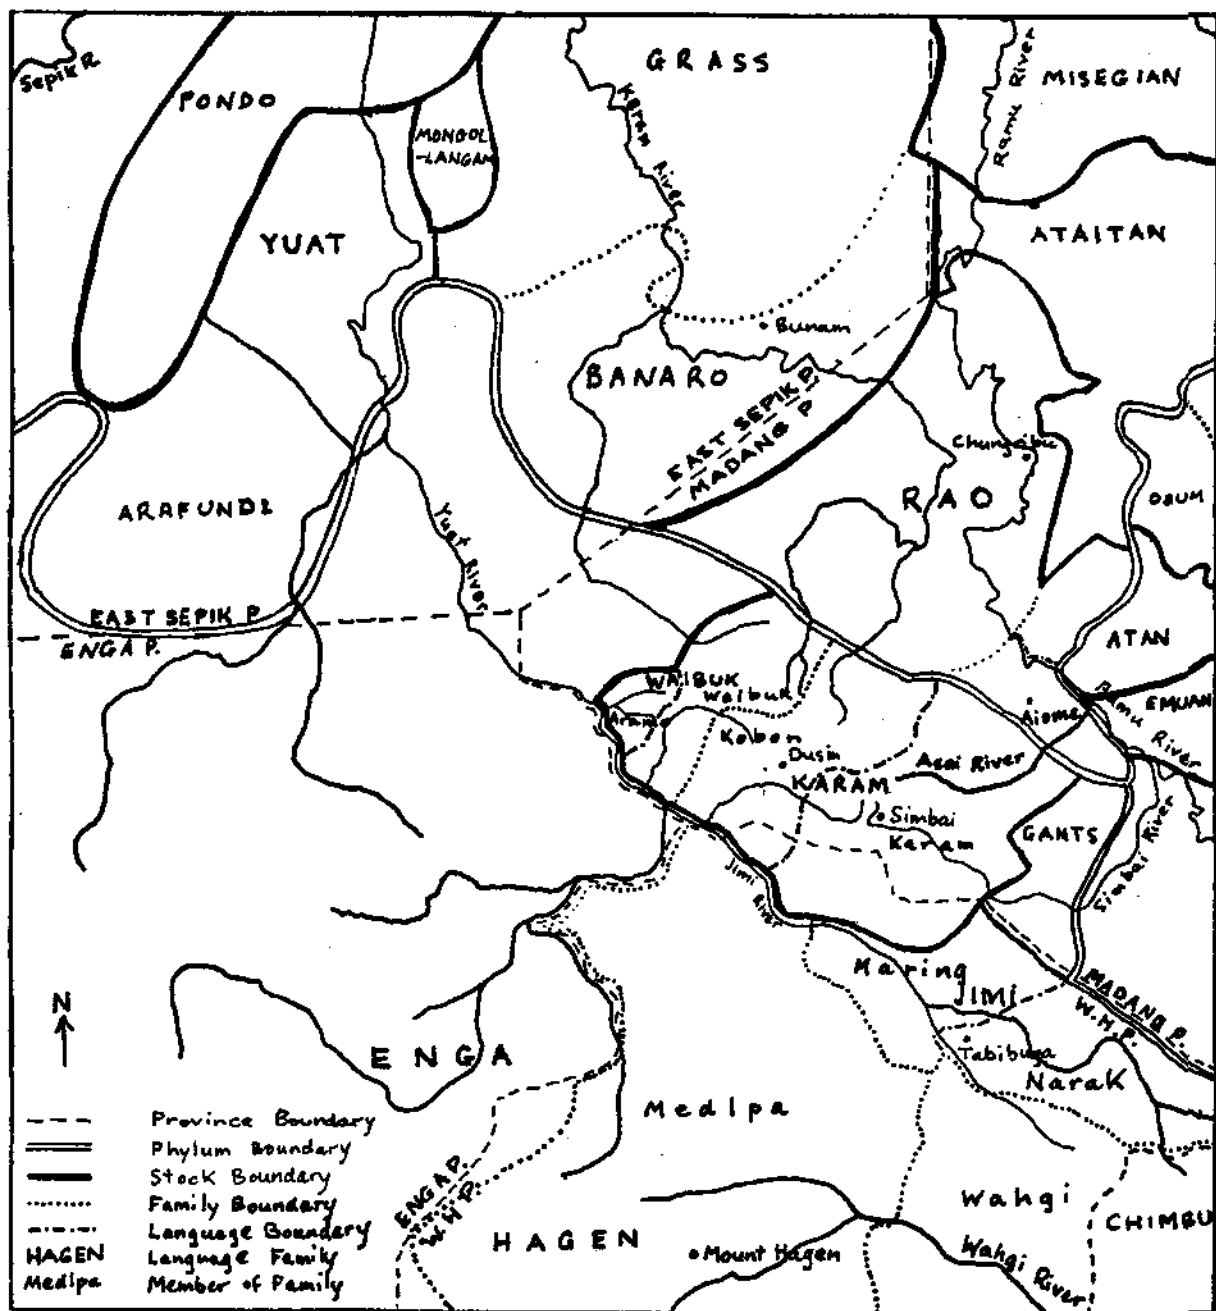 GRASS
Ramu River
MISEGIAN
Sepik R.
PONDO
Keram River
MONGOL
-LANGAM
YUAT
ATAITAN
Bunam
BANARO
EAST SEPIK P.
MADANG P
Chungribu
RAO
ARAFUNDI
Yuat River
EAST SEPIK P.
ENGA P.
ATAN
WAIBUK
Waibuk
Kobon
Aiome
Ramu River
EMUAN
Dusin
KARAM
Asai River
Simbai
Karam
GANTS
Simbai River
Jimi River
Maring
JIMI
MADANG P.
W.H.P.
N
ENGA
Tabibuga
Narak
Medlpa
ENGA P.
W H P.
HAGEN
Wahgi
CHIMBU
Mount Hagen
Wahgi River
Province Boundary
Phylum Boundary
Stock Boundary
Family Boundary
Language Boundary
HAGEN Language Family
Medlpa Member of Family